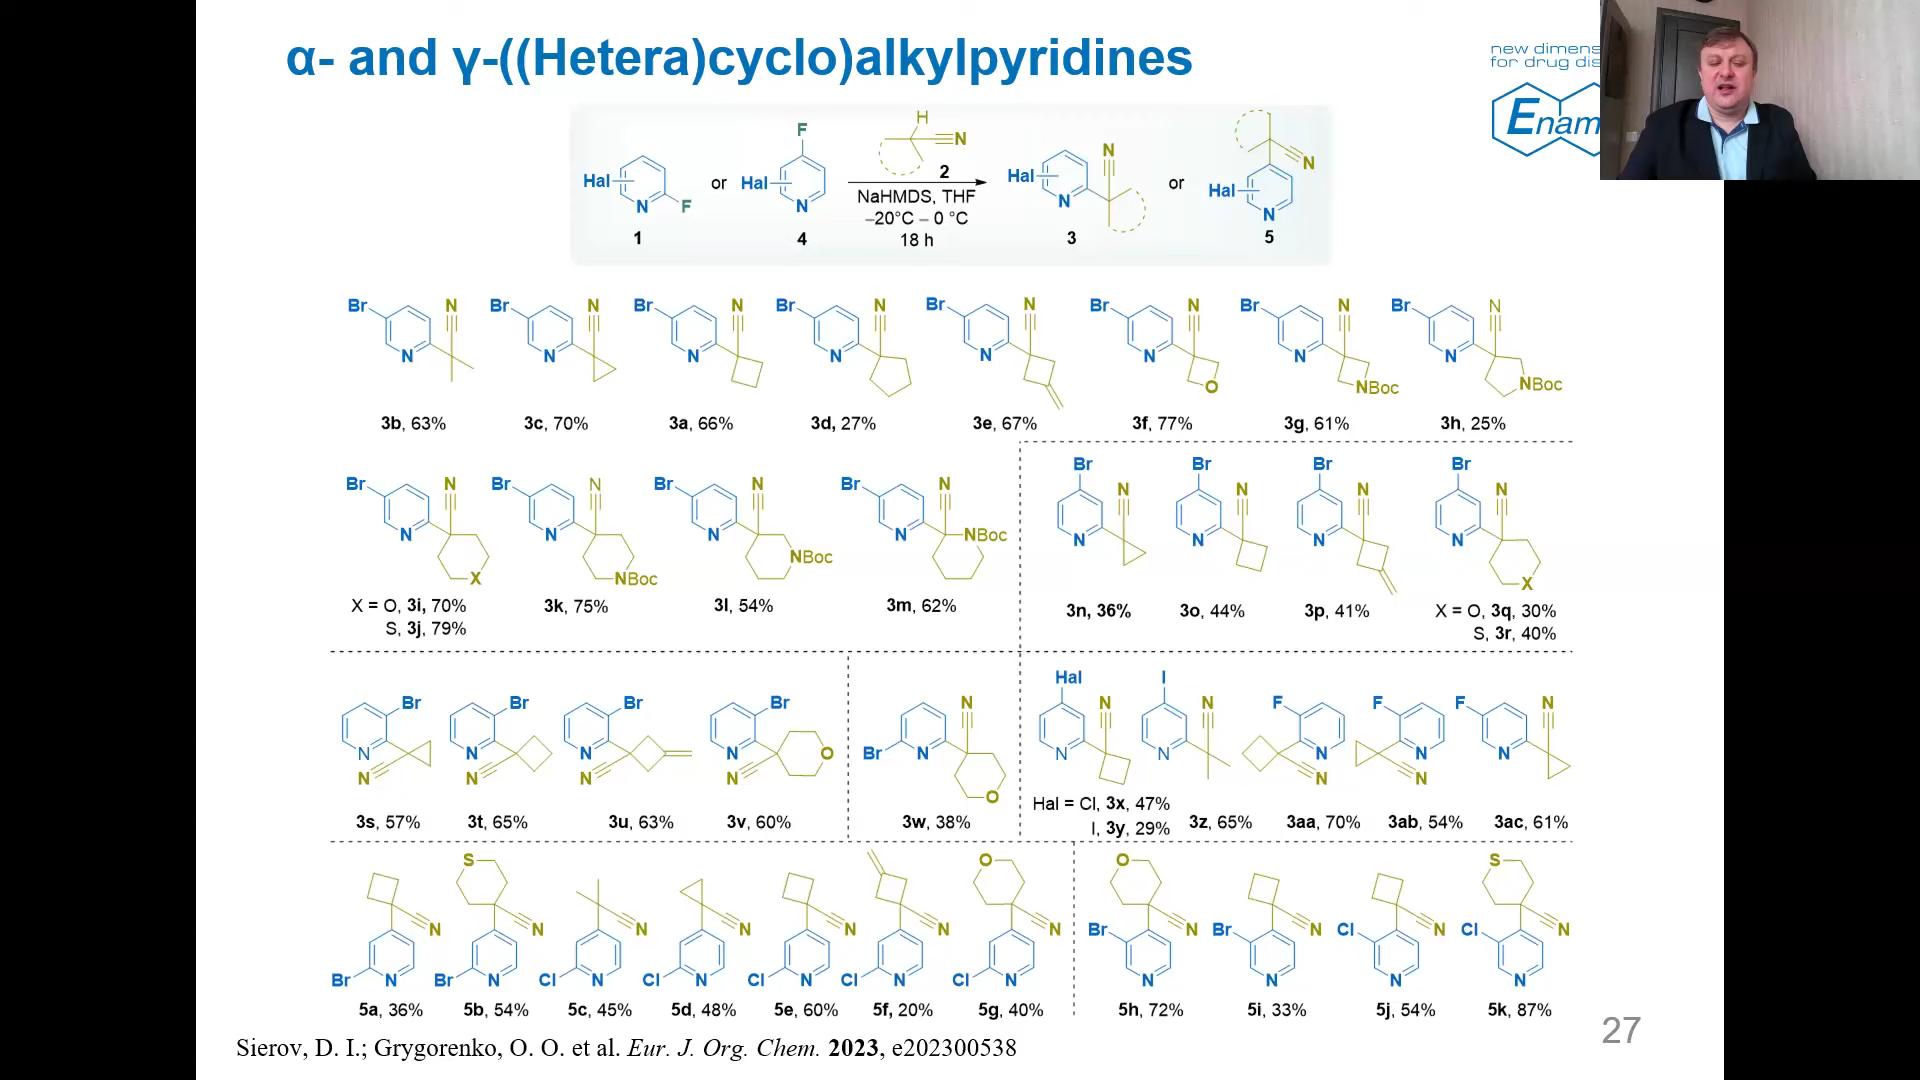 α- and γ-((Hetera)cyclo)alkylpyridines
new dimens
for drug dis
Enam
Hal N F
1
or
F Hal N
4
H N
2
NaHMDS, THF
–20°C – 0 °C
18 h
Hal N N
3
or
N Hal N
5
Br N N
3b, 63%
Br N N
3c, 70%
Br N N
3a, 66%
Br N N
3d, 27%
Br N N
3e, 67%
Br N N O
3f, 77%
Br N N NBoc
3g, 61%
Br N N NBoc
3h, 25%
Br N N X
X = O, 3i, 70%
S, 3j, 79%
Br N N NBoc
3k, 75%
Br N N NBoc
3l, 54%
Br N N NBoc
3m, 62%
Br N N
3n, 36%
Br N N
3o, 44%
Br N N
3p, 41%
Br N N X
X = O, 3q, 30%
S, 3r, 40%
Br N N
3s, 57%
Br N N
3t, 65%
Br N N
3u, 63%
Br N N O
3v, 60%
Br N N O
3w, 38%
Hal N N
Hal = Cl, 3x, 47%
I, 3y, 29%
I N N
3z, 65%
F N N
3aa, 70%
F N N
3ab, 54%
F N N
3ac, 61%
N Br N
5a, 36%
S N Br N
5b, 54%
N Cl N
5c, 45%
N Cl N
5d, 48%
N Cl N
5e, 60%
N Cl N
5f, 20%
O N Cl N
5g, 40%
O Br N N
5h, 72%
Br N N
5i, 33%
Cl N N
5j, 54%
S Cl N N
5k, 87%
Sierov, D. I.; Grygorenko, O. O. et al. Eur. J. Org. Chem. 2023, e202300538
27